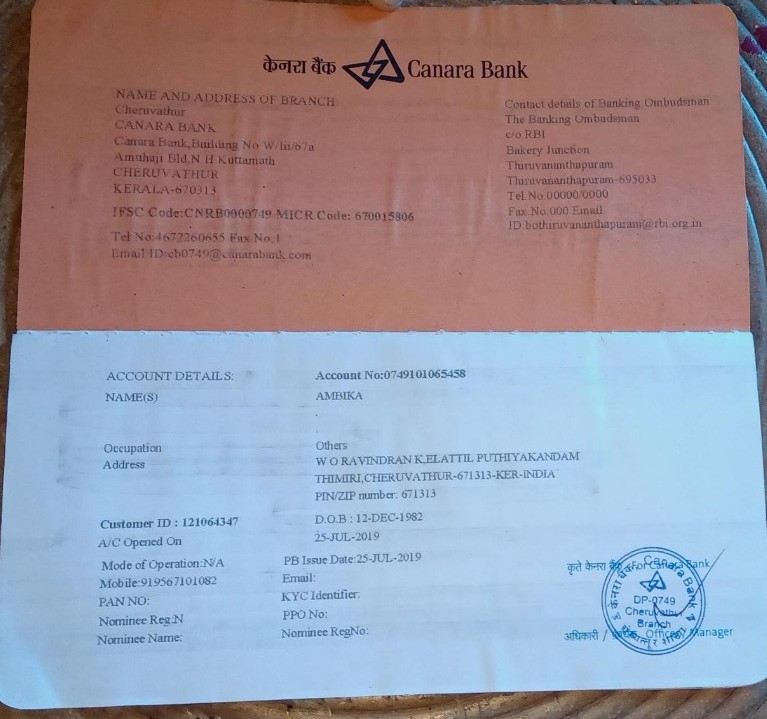 केनरा बैंक Canara Bank
NAME AND ADDRESS OF BRANCH:
Cheruvathur
CANARA BANK
Canara Bank,Building No W/Iii/67a
Amuhaji Bld,N H Kuttamath
CHERUVATHUR
KERALA-670313
IFSC Code:CNRB0000749 MICR Code: 670015806
Tel No:4672260655 Fax No:1
Email ID:cb0749@canarabank.com
Contact details of Banking Ombudsman
The Banking Ombudsman
c/o RBI
Bakery Junction
Thiruvananthapuram
Thiruvananthapuram-695033
Tel.No.00000/0000
Fax.No.000 Email
ID:bothiruvananthapuram@rbi.org.in
ACCOUNT DETAILS: Account No:0749101065458
NAME(S) AMBIKA
Occupation Others
Address W O RAVINDRAN K,ELATTIL PUTHIYAKANDAM
THIMIRI,CHERUVATHUR-671313-KER-INDIA
PIN/ZIP number: 671313
Customer ID : 121064347 D.O.B : 12-DEC-1982
A/C Opened On 25-JUL-2019
Mode of Operation:N/A PB Issue Date:25-JUL-2019
Mobile:919567101082 Email:
PAN NO: KYC Identifier:
Nominee Reg:N PPO No:
Nominee Name: Nominee RegNo:
कृते केनरा बैंक For Canara Bank
DP-0749
Cheruvathur
Branch
अधिकारी / Officer Manager